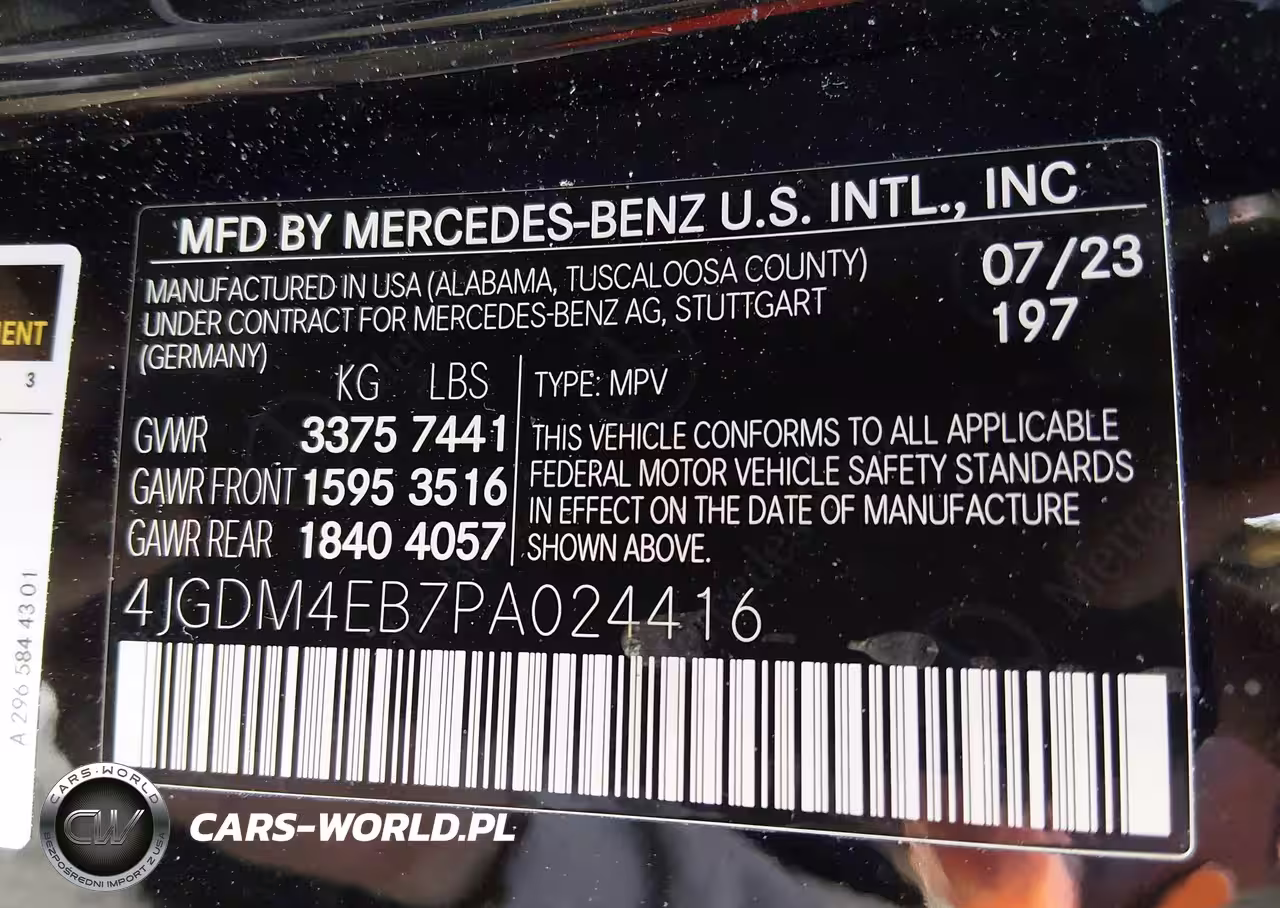 MFD BY MERCEDES-BENZ U.S. INTL., INC
MANUFACTURED IN USA (ALABAMA, TUSCALOOSA COUNTY)
UNDER CONTRACT FOR MERCEDES-BENZ AG, STUTTGART
(GERMANY)
07/23
197
KG LBS
GVWR 3375 7441
GAWR FRONT 1595 3516
GAWR REAR 1840 4057
TYPE: MPV
THIS VEHICLE CONFORMS TO ALL APPLICABLE
FEDERAL MOTOR VEHICLE SAFETY STANDARDS
IN EFFECT ON THE DATE OF MANUFACTURE
SHOWN ABOVE.
4JGDM4EB7PA024416
3
A 296 584 43 01
CARS-WORLD
CW
BEZPOŚREDNI IMPORT Z USA
CARS-WORLD.PL